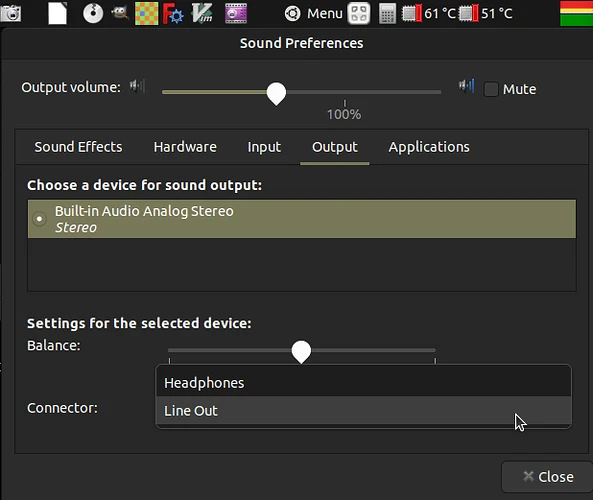 Menu 61 °C 51 °C
Sound Preferences
Output volume: Mute
100%
Sound Effects Hardware Input Output Applications
Choose a device for sound output:
Built-in Audio Analog Stereo
Stereo
Settings for the selected device:
Balance:
Headphones
Connector: Line Out
Close